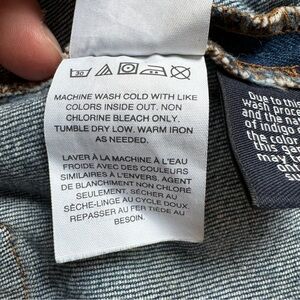 30
MACHINE WASH COLD WITH LIKE
COLORS INSIDE OUT. NON
CHLORINE BLEACH ONLY.
TUMBLE DRY LOW. WARM IRON
AS NEEDED.
LAVER À LA MACHINE À L'EAU
FROIDE AVEC DES COULEURS
SIMILAIRES À L'ENVERS. AGENT
DE BLANCHIMENT NON CHLORÉ
SEULEMENT. SÉCHER AU
SÈCHE-LINGE AU CYCLE DOUX.
REPASSER AU FER TIÈDE AU
BESOIN.
Due to th
wash proce
and the na
of indigo
the color
this gar
may